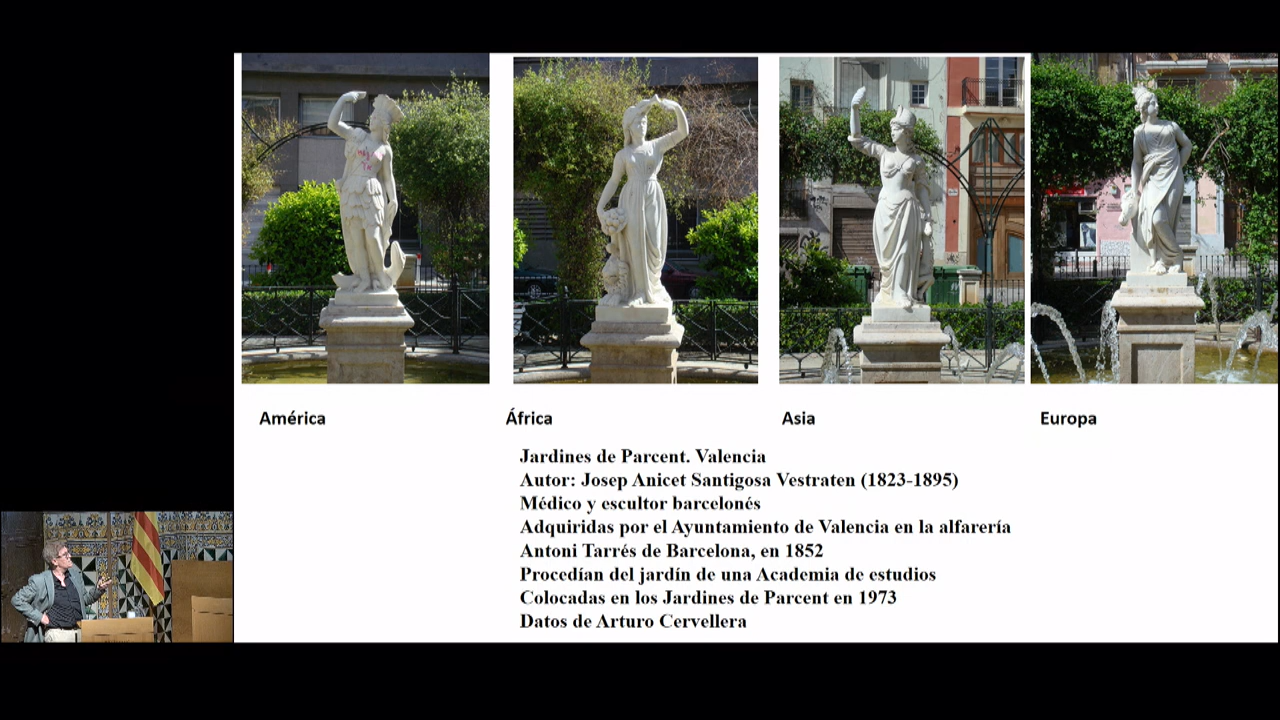 América
África
Asia
Europa
Jardines de Parcent. Valencia
Autor: Josep Anicet Santigosa Vestraten (1823-1895)
Médico y escultor barcelonés
Adquiridas por el Ayuntamiento de Valencia en la alfarería
Antoni Tarrés de Barcelona, en 1852
Procedían del jardín de una Academia de estudios
Colocadas en los Jardines de Parcent en 1973
Datos de Arturo Cervellera